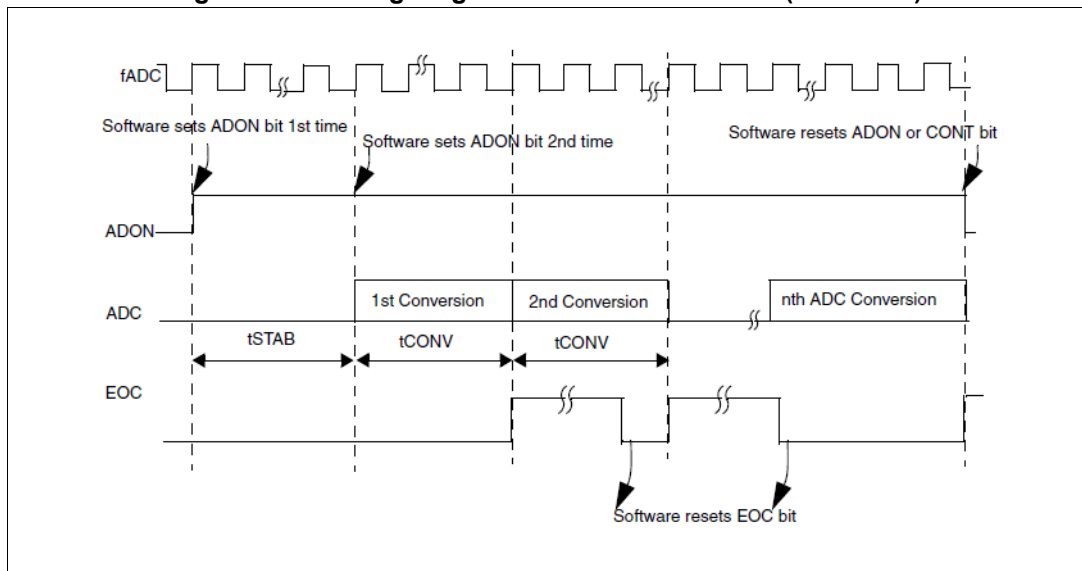 fADC
Software sets ADON bit 1st time
Software sets ADON bit 2nd time
Software resets ADON or CONT bit
ADON
ADC
1st Conversion
2nd Conversion
nth ADC Conversion
tSTAB
tCONV
tCONV
EOC
Software resets EOC bit